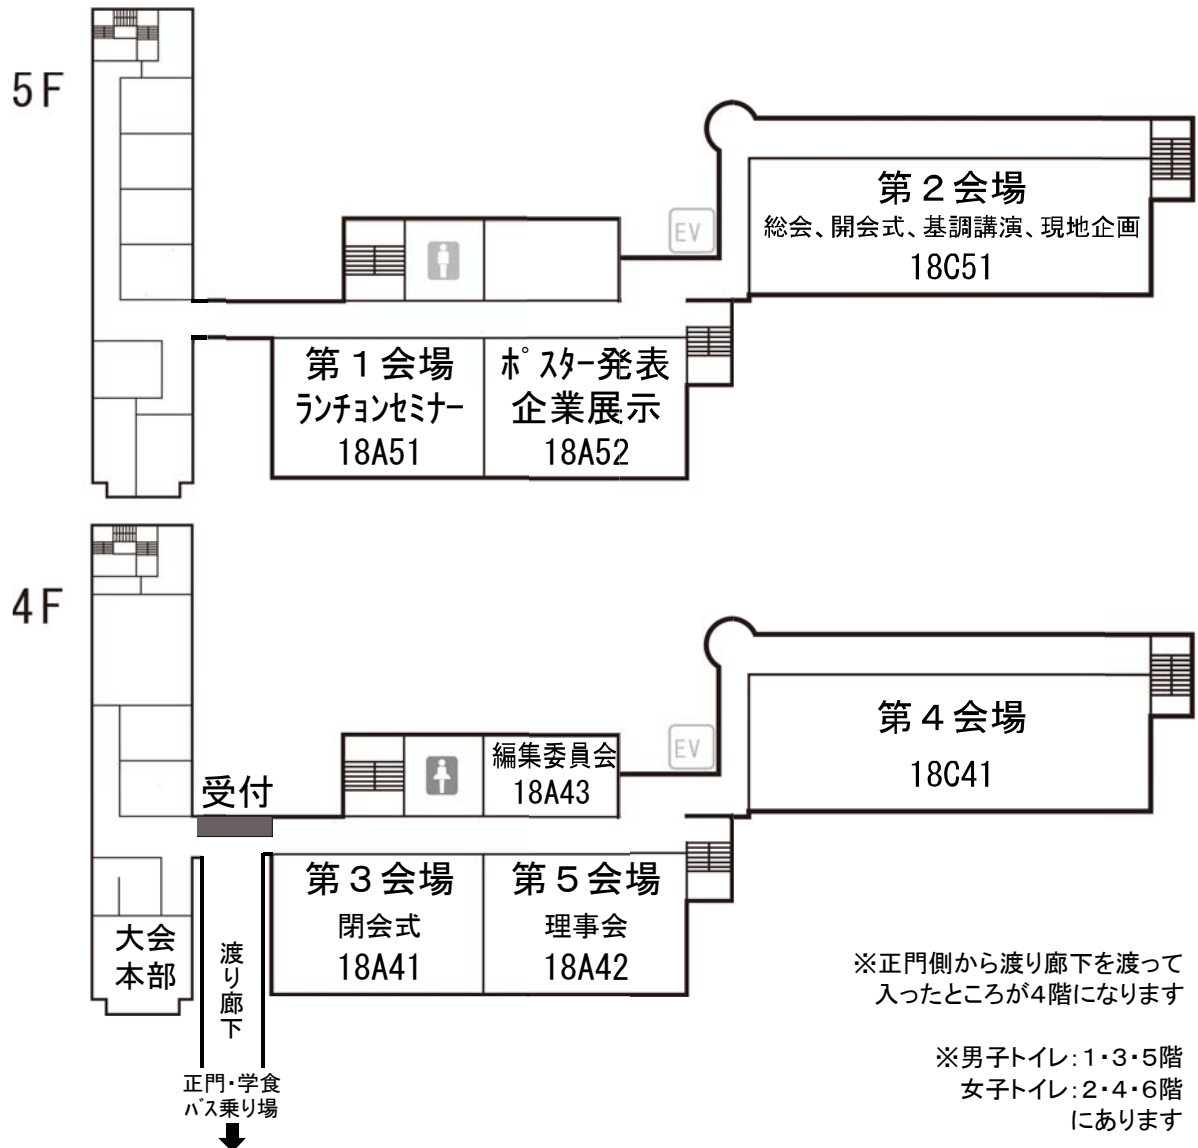 5F
第２会場
総会、開会式、基調講演、現地企画
18C51
EV
第１会場
ﾗﾝﾁｮﾝｾﾐﾅｰ
18A51
ﾎﾟｽﾀｰ発表
企業展示
18A52
4F
第４会場
18C41
EV
編集委員会
18A43
受付
第３会場
閉会式
18A41
第５会場
理事会
18A42
大会
本部
渡り廊下
正門・学食
ﾊﾞｽ乗り場
※正門側から渡り廊下を渡って
入ったところが４階になります
※男子トイレ：１・３・５階
女子トイレ：２・４・６階
にあります